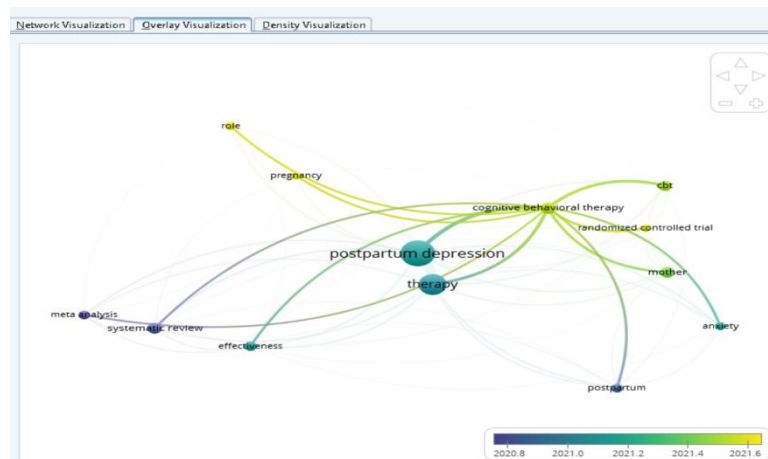 Network Visualization Overlay Visualization Density Visualization
role
pregnancy
cbt
cognitive behavioral therapy
randomized controlled trial
postpartum depression
mother
therapy
meta analysis
systematic review
anxiety
effectiveness
postpartum
2020.8 2021.0 2021.2 2021.4 2021.6